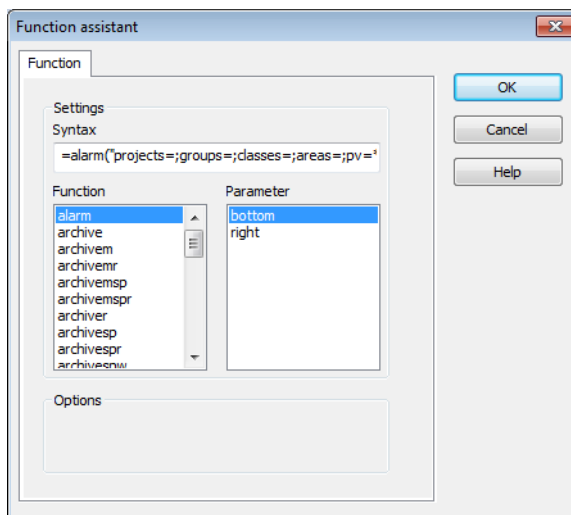 Function assistant
Function
OK
Cancel
Help
Settings
Syntax
=alarm("projects=;groups=;classes=;areas=;pv=*
Function
Parameter
alarm
archive
archivem
archivemr
archivemsp
archivemspr
archiver
archivesp
archivespr
archivespw
bottom
right
Options